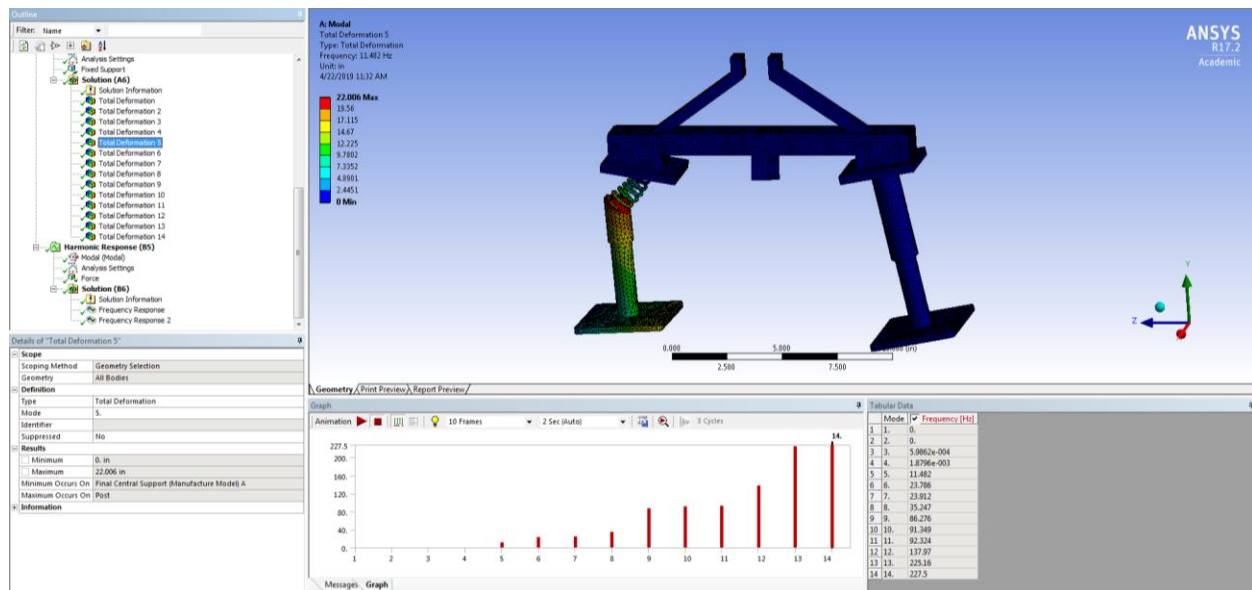 Outline
Filter: Name
Analysis Settings
Fixed Support
Solution (A6)
Solution Information
Total Deformation
Total Deformation 2
Total Deformation 3
Total Deformation 4
Total Deformation 5
Total Deformation 6
Total Deformation 7
Total Deformation 8
Total Deformation 9
Total Deformation 10
Total Deformation 11
Total Deformation 12
Total Deformation 13
Total Deformation 14
Harmonic Response (B5)
Modal (Modal)
Analysis Settings
Force
Solution (B6)
Solution Information
Frequency Response
Frequency Response 2
Details of "Total Deformation 5"
Scope
Scoping Method Geometry Selection
Geometry All Bodies
Definition
Type Total Deformation
Mode 5.
Identifier
Suppressed No
Results
Minimum 0. in
Maximum 22.006 in
Minimum Occurs On Final Central Support (Manufacture Model) A
Maximum Occurs On Post
Information
A: Modal
Total Deformation 5
Type: Total Deformation
Frequency: 11.482 Hz
Unit: in
4/22/2019 11:32 AM
22.006 Max
19.56
17.115
14.67
12.225
9.7802
7.3352
4.8901
2.4451
0 Min
ANSYS
R17.2
Academic
Y
Z
0.000 5.000 (in)
2.500 7.500
Geometry Print Preview Report Preview
Graph
Animation 10 Frames 2 Sec (Auto) 3 Cycles
14.
227.5
200.
160.
120.
80.
40.
0.
1 2 3 4 5 6 7 8 9 10 11 12 13 14
Messages Graph
Tabular Data
Mode Frequency [Hz]
1 1. 0.
2 2. 0.
3 3. 5.9862e-004
4 4. 1.8796e-003
5 5. 11.482
6 6. 23.786
7 7. 23.912
8 8. 35.247
9 9. 86.276
10 10. 91.349
11 11. 92.324
12 12. 137.97
13 13. 225.16
14 14. 227.5